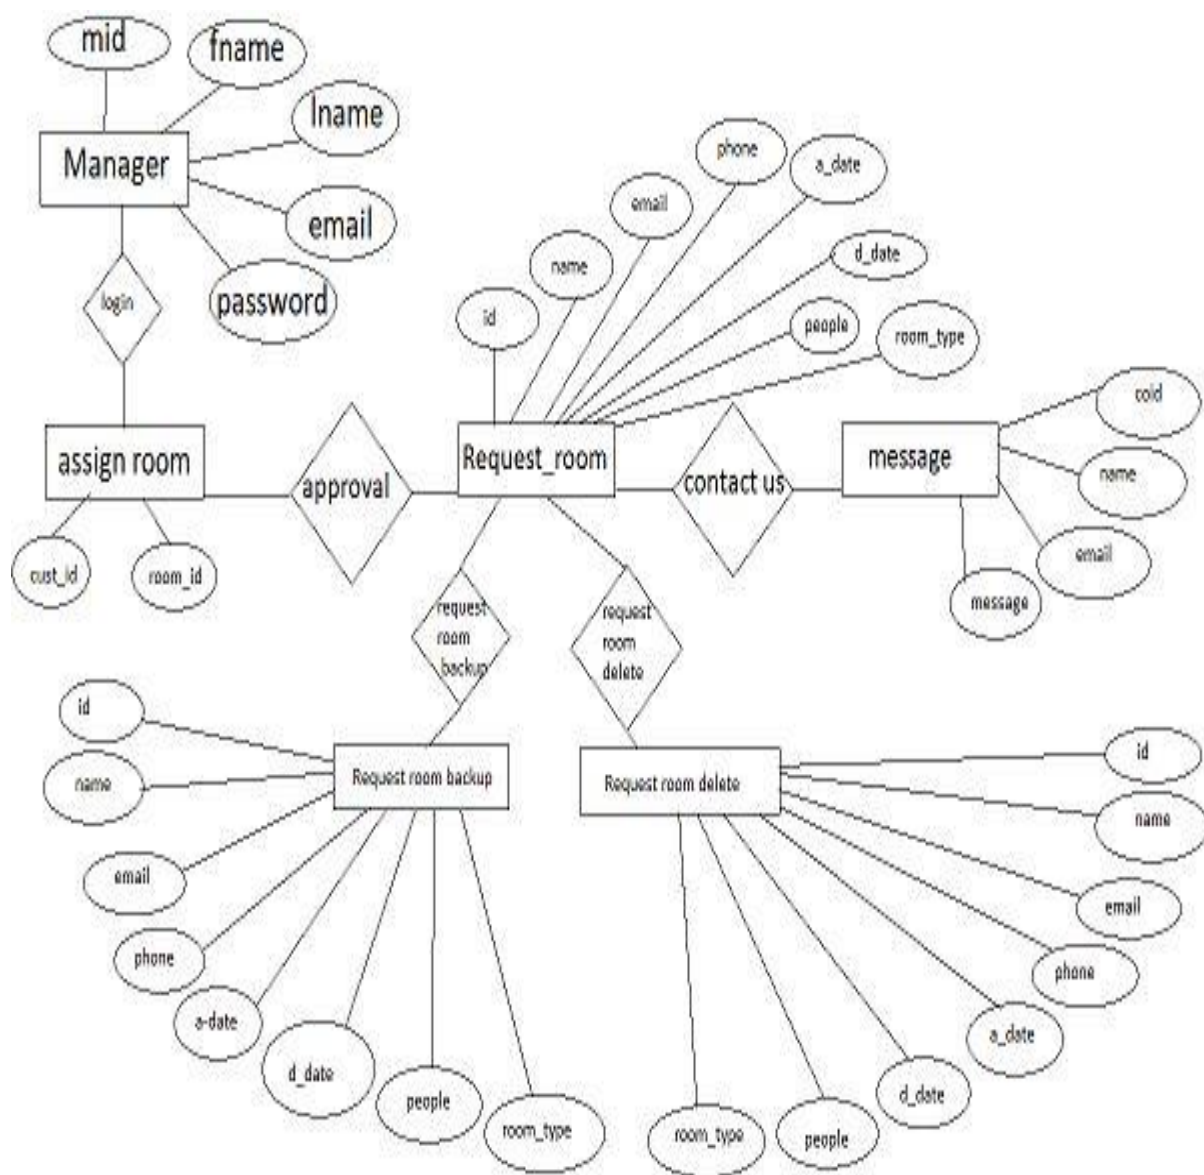 mid
fname
lname
Manager
email
password
login
phone
a_date
email
name
d_date
id
people
room_type
assign room
approval
Request_room
contact us
message
coId
name
email
message
cust_id
room_id
request
room
backup
request
room
delete
id
name
Request room backup
email
phone
a-date
d_date
people
room_type
Request room delete
id
name
email
phone
a_date
d_date
people
room_type